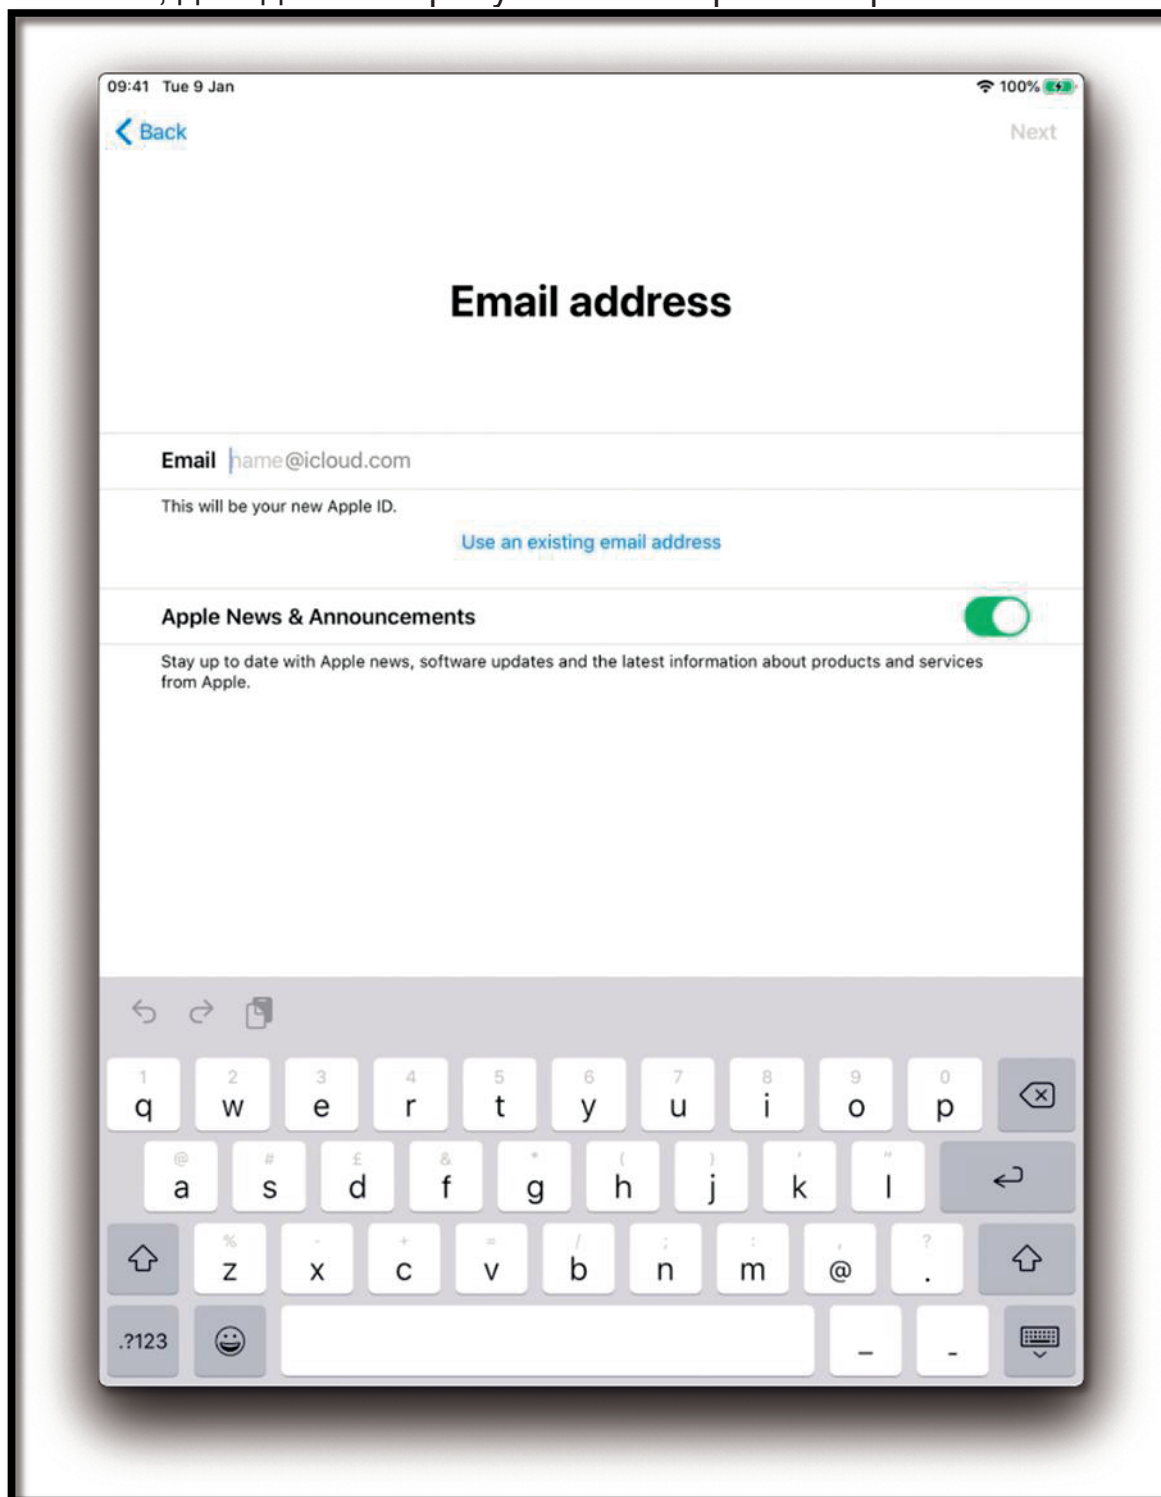 09:41 Tue 9 Jan 100%
Back Next
Email address
Email name@icloud.com
This will be your new Apple ID.
Use an existing email address
Apple News & Announcements
Stay up to date with Apple news, software updates and the latest information about products and services
from Apple.
1 2 3 4 5 6 7 8 9 0
q w e r t y u i o p
@ # £ & * ( ) ' "
a s d f g h j k l
% - + = / ; : , ?
z x c v b n m @ .
.?123 _ -